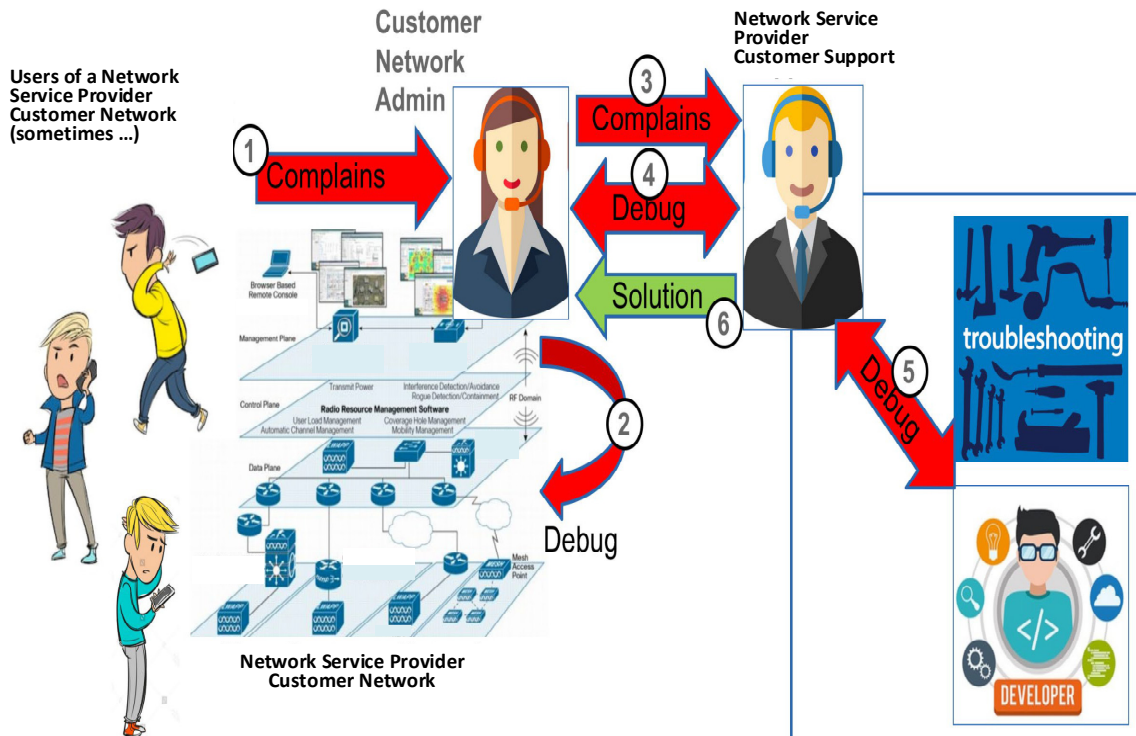 Users of a Network
Service Provider
Customer Network
(sometimes ...)
Customer
Network
Admin
Network Service
Provider
Customer Support
1
Complains
3
Complains
4
Debug
Solution
6
5
Debug
troubleshooting
DEVELOPER
</>
2
Debug
Browser Based
Remote Console
Management Plane
Transmit Power
Interference Detection/Avoidance
Rogue Detection/Containment
RF Domain
Control Plane
Radio Resource Management Software
User Load Management
Coverage Hole Management
Automatic Channel Management
Mobility Management
Data Plane
Mesh
Access
Point
Network Service Provider
Customer Network